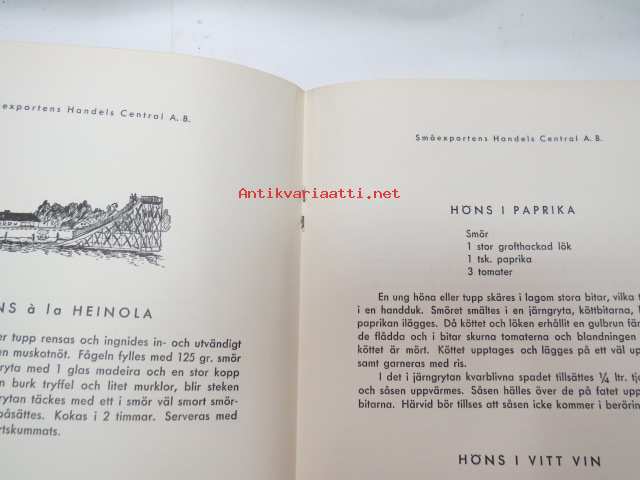 exportens Handels Central A.B.
NS à la HEINOLA
er tupp rensas och ingnides in- och utvändigt
en muskotnöt. Fågeln fylles med 125 gr. smör
ryta med 1 glas madeira och en stor kopp
en burk tryffel och litet murklor, blir steken
rytan täckes med ett i smör väl smort smör-
påsättes. Kokas i 2 timmar. Serveras med
rtskummats.
Småexportens Handels Central A.B.
Antikvariaatti.net
HÖNS I PAPRIKA
Smör
1 stor grofthackad lök
1 tsk. paprika
3 tomater
En ung höna eller tupp skäres i lagom stora bitar, vilka t
i en handduk. Smöret smältes i en järngryta, köttbitarna, l
paprikan ilägges. Då köttet och löken erhållit en gulbrun fär
de flådda och i bitar skurna tomaterna och blandningen
köttet är mört. Köttet upptages och lägges på ett väl up
samt garneras med ris.
I det i järngrytan kvarblivna spadet tillsättes ¼ ltr. tj
och såsen uppvärmes. Såsen hälles över de på fatet upp
bitarna. Härvid bör tillses att såsen icke kommer i berörin
HÖNS I VITT VIN